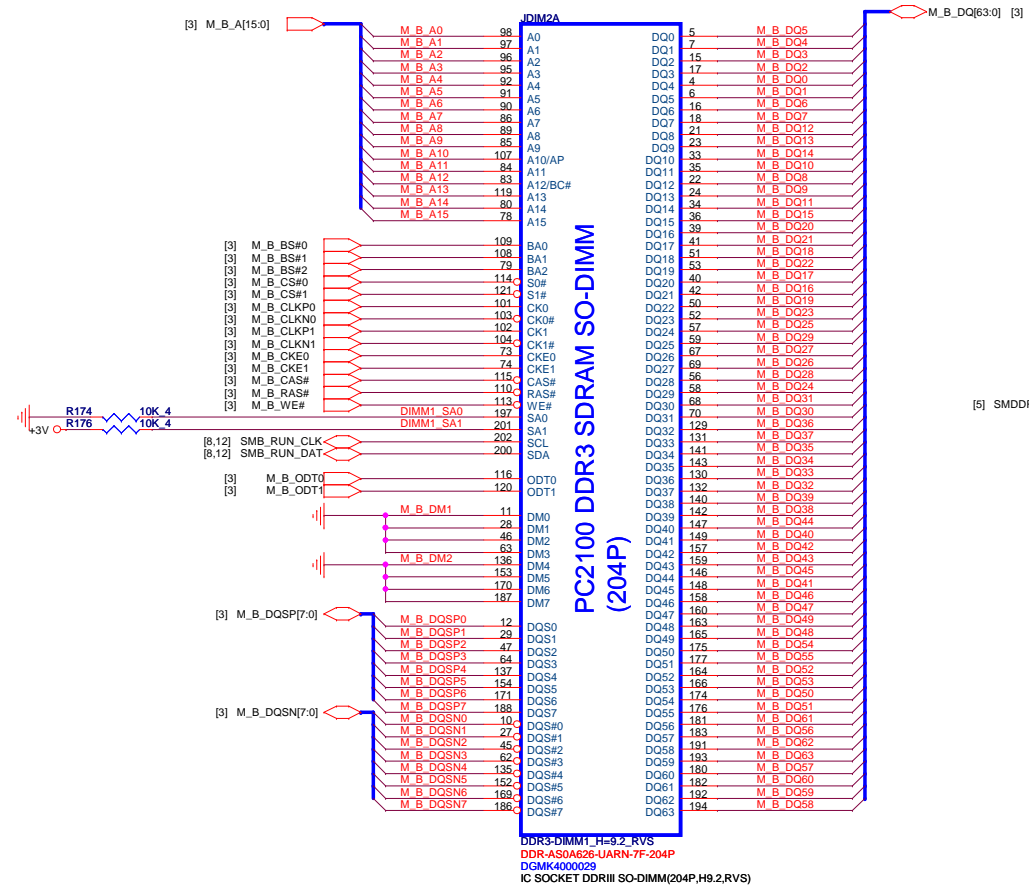 JDIM2A
[3] M_B_A[15:0]
M_B_A0 98 A0
M_B_A1 97 A1
M_B_A2 96 A2
M_B_A3 95 A3
M_B_A4 92 A4
M_B_A5 91 A5
M_B_A6 90 A6
M_B_A7 86 A7
M_B_A8 89 A8
M_B_A9 85 A9
M_B_A10 107 A10/AP
M_B_A11 84 A11
M_B_A12 83 A12/BC#
M_B_A13 119 A13
M_B_A14 80 A14
M_B_A15 78 A15
[3] M_B_BS#0 109 BA0
[3] M_B_BS#1 108 BA1
[3] M_B_BS#2 79 BA2
[3] M_B_CS#0 114 S0#
[3] M_B_CS#1 121 S1#
[3] M_B_CLKP0 101 CK0
[3] M_B_CLKN0 103 CK0#
[3] M_B_CLKP1 102 CK1
[3] M_B_CLKN1 104 CK1#
[3] M_B_CKE0 73 CKE0
[3] M_B_CKE1 74 CKE1
[3] M_B_CAS# 115 CAS#
[3] M_B_RAS# 110 RAS#
[3] M_B_WE# 113 WE#
R174 10K_4 DIMM1_SA0 197 SA0
+3V R176 10K_4 DIMM1_SA1 201 SA1
[8,12] SMB_RUN_CLK 202 SCL
[8,12] SMB_RUN_DAT 200 SDA
[3] M_B_ODT0 116 ODT0
[3] M_B_ODT1 120 ODT1
M_B_DM1 11 DM0
28 DM1
46 DM2
63 DM3
M_B_DM2 136 DM4
153 DM5
170 DM6
187 DM7
[3] M_B_DQSP[7:0]
M_B_DQSP0 12 DQS0
M_B_DQSP1 29 DQS1
M_B_DQSP2 47 DQS2
M_B_DQSP3 64 DQS3
M_B_DQSP4 137 DQS4
M_B_DQSP5 154 DQS5
M_B_DQSP6 171 DQS6
M_B_DQSP7 188 DQS7
[3] M_B_DQSN[7:0]
M_B_DQSN0 10 DQS#0
M_B_DQSN1 27 DQS#1
M_B_DQSN2 45 DQS#2
M_B_DQSN3 62 DQS#3
M_B_DQSN4 135 DQS#4
M_B_DQSN5 152 DQS#5
M_B_DQSN6 169 DQS#6
M_B_DQSN7 186 DQS#7
PC2100 DDR3 SDRAM SO-DIMM
(204P)
M_B_DQ[63:0] [3]
DQ0 5 M_B_DQ5
DQ1 7 M_B_DQ4
DQ2 15 M_B_DQ3
DQ3 17 M_B_DQ2
DQ4 4 M_B_DQ0
DQ5 6 M_B_DQ1
DQ6 16 M_B_DQ6
DQ7 18 M_B_DQ7
DQ8 21 M_B_DQ12
DQ9 23 M_B_DQ13
DQ10 33 M_B_DQ14
DQ11 35 M_B_DQ10
DQ12 22 M_B_DQ8
DQ13 24 M_B_DQ9
DQ14 34 M_B_DQ11
DQ15 36 M_B_DQ15
DQ16 39 M_B_DQ20
DQ17 41 M_B_DQ21
DQ18 51 M_B_DQ18
DQ19 53 M_B_DQ22
DQ20 40 M_B_DQ17
DQ21 42 M_B_DQ16
DQ22 50 M_B_DQ19
DQ23 52 M_B_DQ23
DQ24 57 M_B_DQ25
DQ25 59 M_B_DQ29
DQ26 67 M_B_DQ27
DQ27 69 M_B_DQ26
DQ28 56 M_B_DQ28
DQ29 58 M_B_DQ24
DQ30 68 M_B_DQ31
DQ31 70 M_B_DQ30
DQ32 129 M_B_DQ36
DQ33 131 M_B_DQ37
DQ34 141 M_B_DQ35
DQ35 143 M_B_DQ34
DQ36 130 M_B_DQ33
DQ37 132 M_B_DQ32
DQ38 140 M_B_DQ39
DQ39 142 M_B_DQ38
DQ40 147 M_B_DQ44
DQ41 149 M_B_DQ40
DQ42 157 M_B_DQ42
DQ43 159 M_B_DQ43
DQ44 146 M_B_DQ45
DQ45 148 M_B_DQ41
DQ46 158 M_B_DQ46
DQ47 160 M_B_DQ47
DQ48 163 M_B_DQ49
DQ49 165 M_B_DQ48
DQ50 175 M_B_DQ54
DQ51 177 M_B_DQ55
DQ52 164 M_B_DQ52
DQ53 166 M_B_DQ53
DQ54 174 M_B_DQ50
DQ55 176 M_B_DQ51
DQ56 181 M_B_DQ61
DQ57 183 M_B_DQ56
DQ58 191 M_B_DQ62
DQ59 193 M_B_DQ63
DQ60 180 M_B_DQ57
DQ61 182 M_B_DQ60
DQ62 192 M_B_DQ59
DQ63 194 M_B_DQ58
[5] SMDDR
DDR3-DIMM1_H=9.2_RVS
DDR-AS0A626-UARN-7F-204P
DGMK4000029
IC SOCKET DDRIII SO-DIMM(204P,H9.2,RVS)